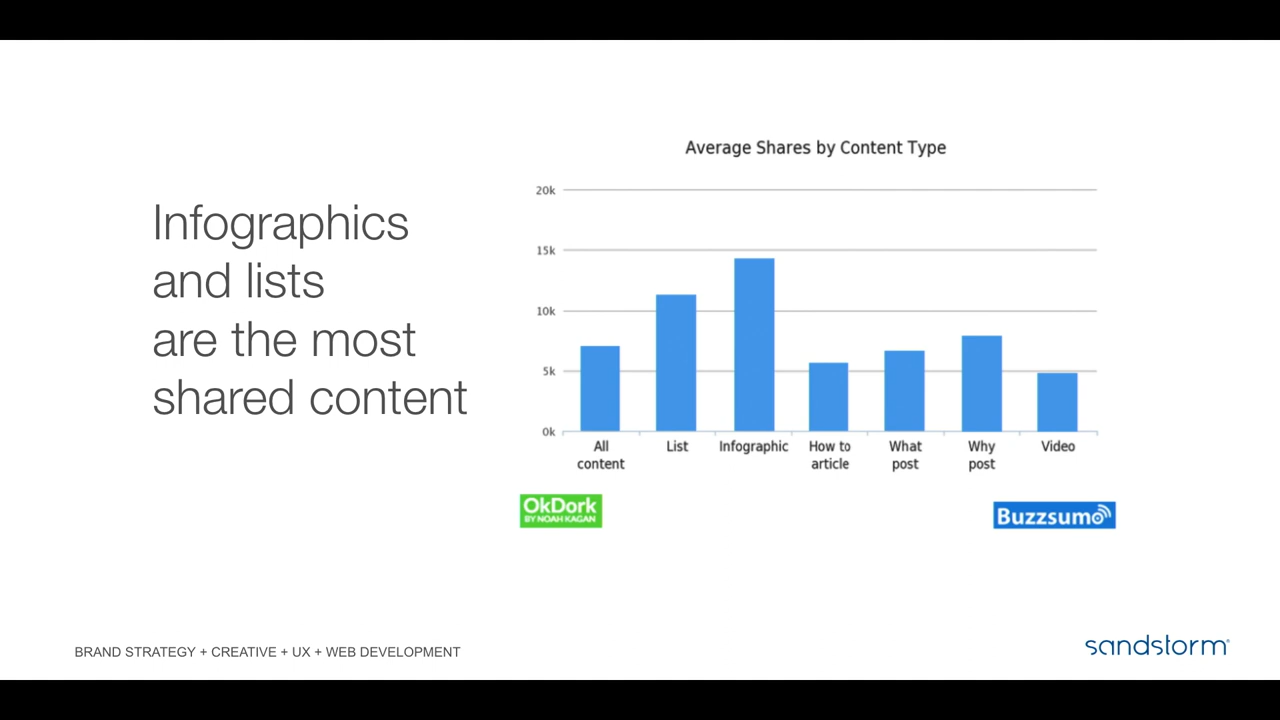 Infographics
and lists
are the most
shared content
Average Shares by Content Type
20k
15k
10k
5k
0k
All content
List
Infographic
How to article
What post
Why post
Video
OkDork
BY NOAH KAGAN
Buzzsumo
BRAND STRATEGY + CREATIVE + UX + WEB DEVELOPMENT
sandstorm®